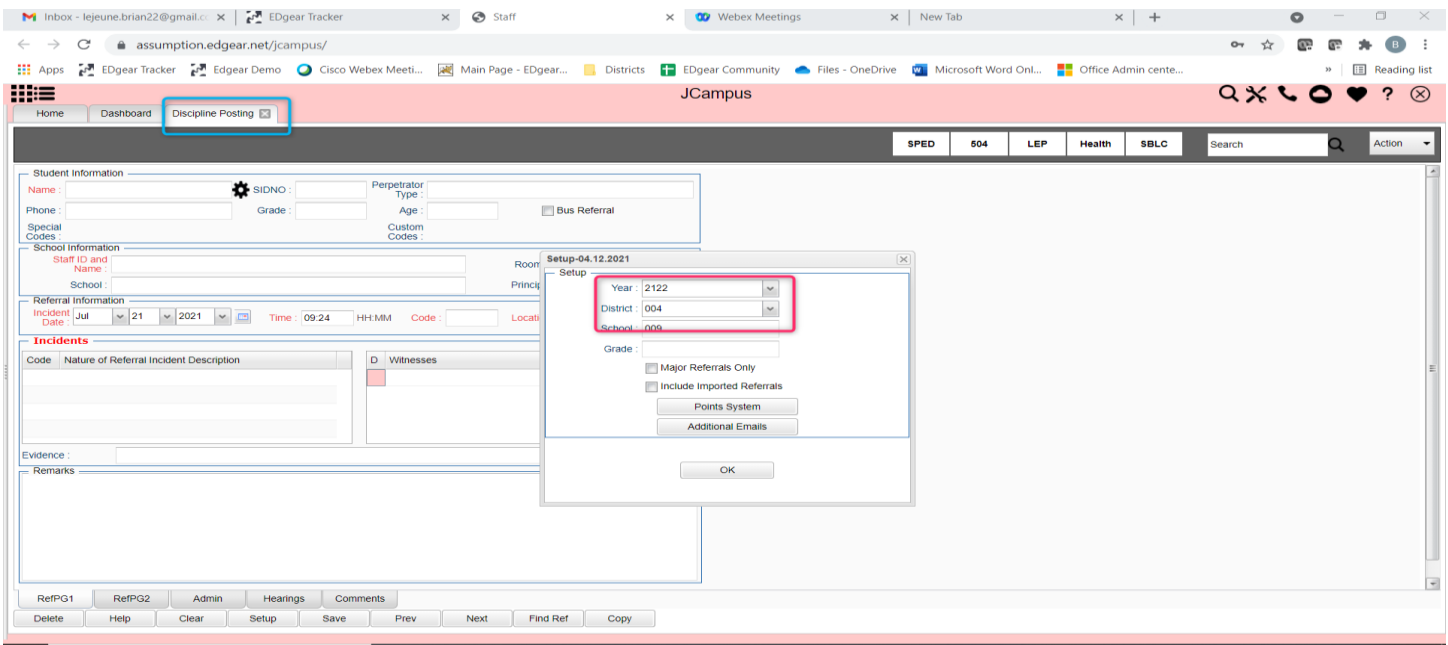 Inbox - lejeune.brian22@gmail.c
EDgear Tracker
Staff
Webex Meetings
New Tab
assumption.edgear.net/jcampus/
B
Apps
EDgear Tracker
Edgear Demo
Cisco Webex Meeti...
Main Page - EDgear...
Districts
EDgear Community
Files - OneDrive
Microsoft Word Onl...
Office Admin cente...
»
Reading list
JCampus
Home
Dashboard
Discipline Posting
SPED
504
LEP
Health
SBLC
Search
Action
Student Information
Name :
SIDNO :
Perpetrator Type :
Phone :
Grade :
Age :
Bus Referral
Special Codes :
Custom Codes :
School Information
Staff ID and Name :
Room
School :
Princip
Referral Information
Incident Date :
Jul
21
2021
Time :
09:24
HH:MM
Code :
Locati
Incidents
Code
Nature of Referral Incident Description
D
Witnesses
Evidence :
Remarks
Setup-04.12.2021
Setup
Year :
2122
District :
004
School :
009
Grade :
Major Referrals Only
Include Imported Referrals
Points System
Additional Emails
OK
RefPG1
RefPG2
Admin
Hearings
Comments
Delete
Help
Clear
Setup
Save
Prev
Next
Find Ref
Copy